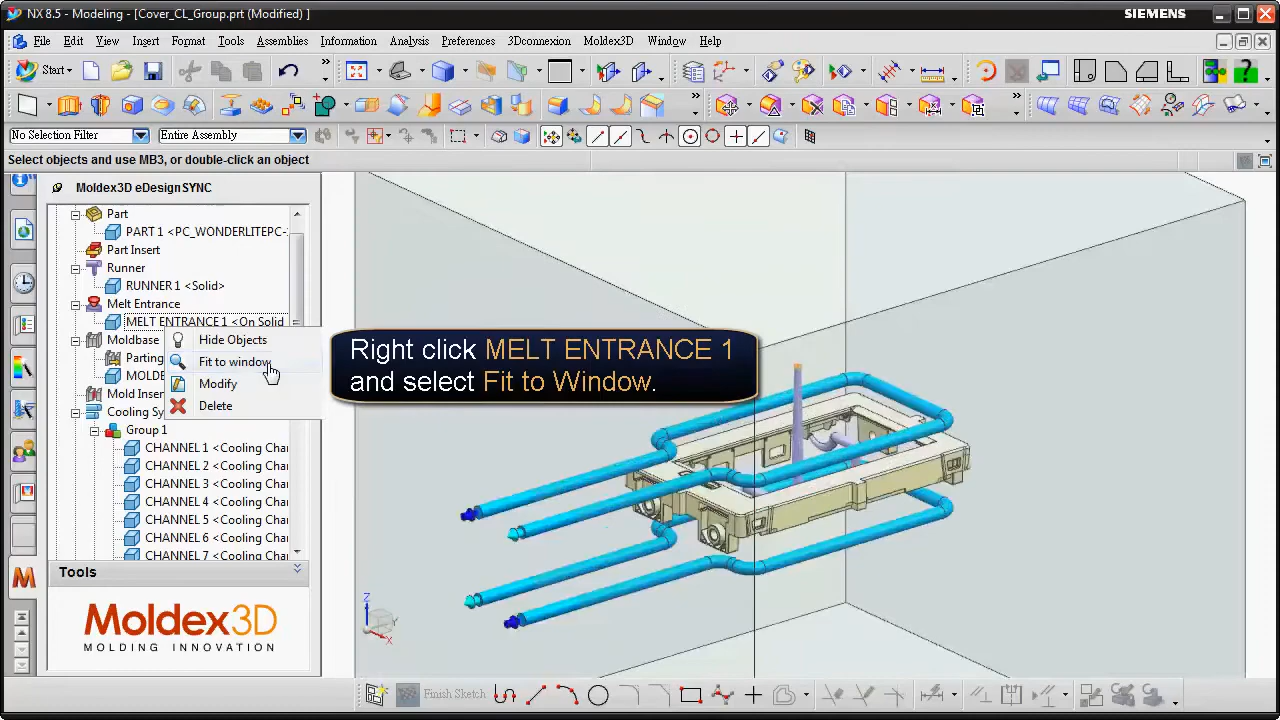 NX 8.5 - Modeling - [Cover_CL_Group.prt (Modified) ]
SIEMENS
File Edit View Insert Format Tools Assemblies Information Analysis Preferences 3Dconnexion Moldex3D Window Help
Start
No Selection Filter
Entire Assembly
Select objects and use MB3, or double-click an object
Moldex3D eDesignSYNC
Part
PART 1 <PC_WONDERLITEPC-
Part Insert
Runner
RUNNER 1 <Solid>
Melt Entrance
MELT ENTRANCE 1 <On Solid
Moldbase
Hide Objects
Parting
Fit to window
MOLDE
Modify
Mold Inser
Delete
Cooling Sy
Group 1
CHANNEL 1 <Cooling Char
CHANNEL 2 <Cooling Char
CHANNEL 3 <Cooling Char
CHANNEL 4 <Cooling Char
CHANNEL 5 <Cooling Char
CHANNEL 6 <Cooling Char
CHANNEL 7 <Cooling Char
Right click MELT ENTRANCE 1
and select Fit to Window.
Z
Y
X
Tools
Moldex3D
MOLDING INNOVATION
Finish Sketch